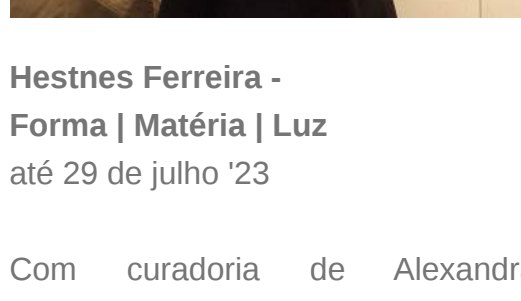 Hestnes Ferreira -
Forma | Matéria | Luz
até 29 de julho '23
Com curadoria de